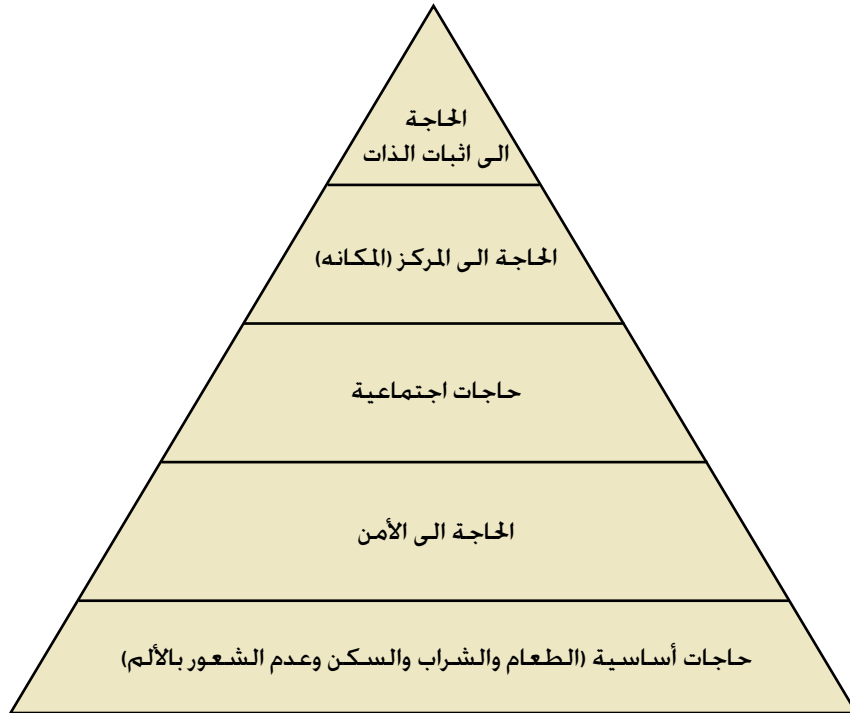 الحاجة
الى اثبات الذات
الحاجة الى المركز (المكانه)
حاجات اجتماعية
الحاجة الى الأمن
حاجات أساسية (الطعام والشراب والسكن وعدم الشعور بالألم)